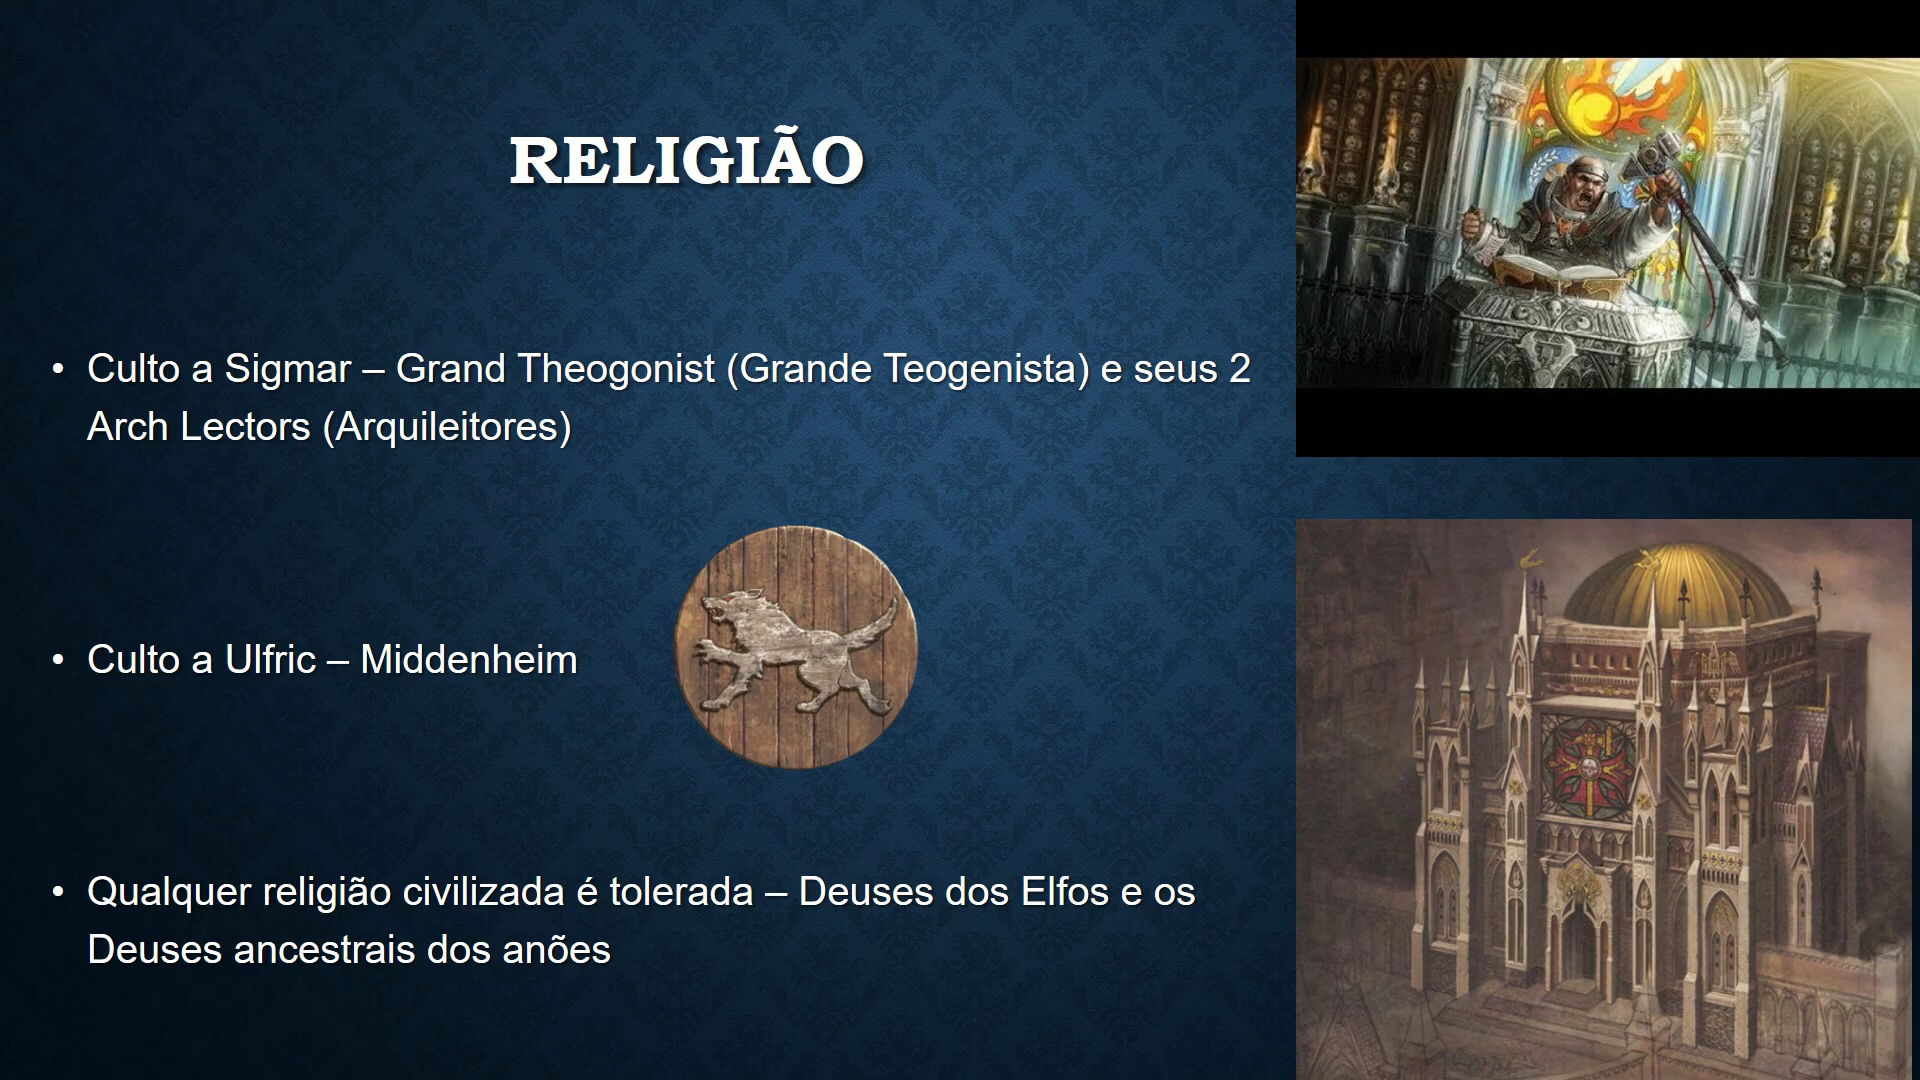 RELIGIÃO
• Culto a Sigmar – Grand Theogonist (Grande Teogenista) e seus 2
Arch Lectors (Arquileitores)
• Culto a Ulfric – Middenheim
• Qualquer religião civilizada é tolerada – Deuses dos Elfos e os
Deuses ancestrais dos anões